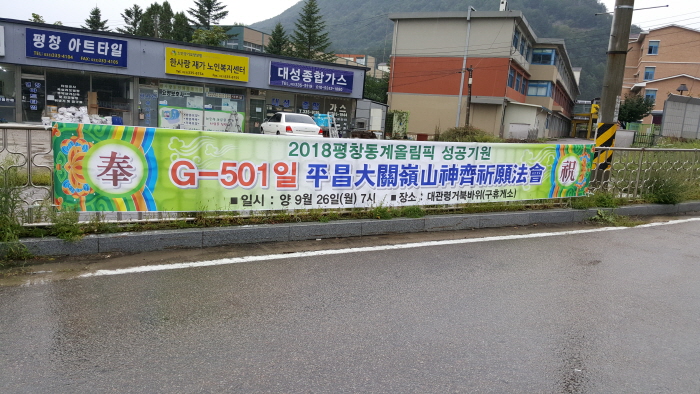 평창 아트타일
한사랑 재가 노인복지센터
대성종합가스
2018평창동계올림픽 성공기원
奉
G-501일 平昌大關嶺山神齊祈願法會
祝
■ 일시 : 양 9월 26일(월) 7시 ■ 장소 : 대관령거북바위(구휴게소)